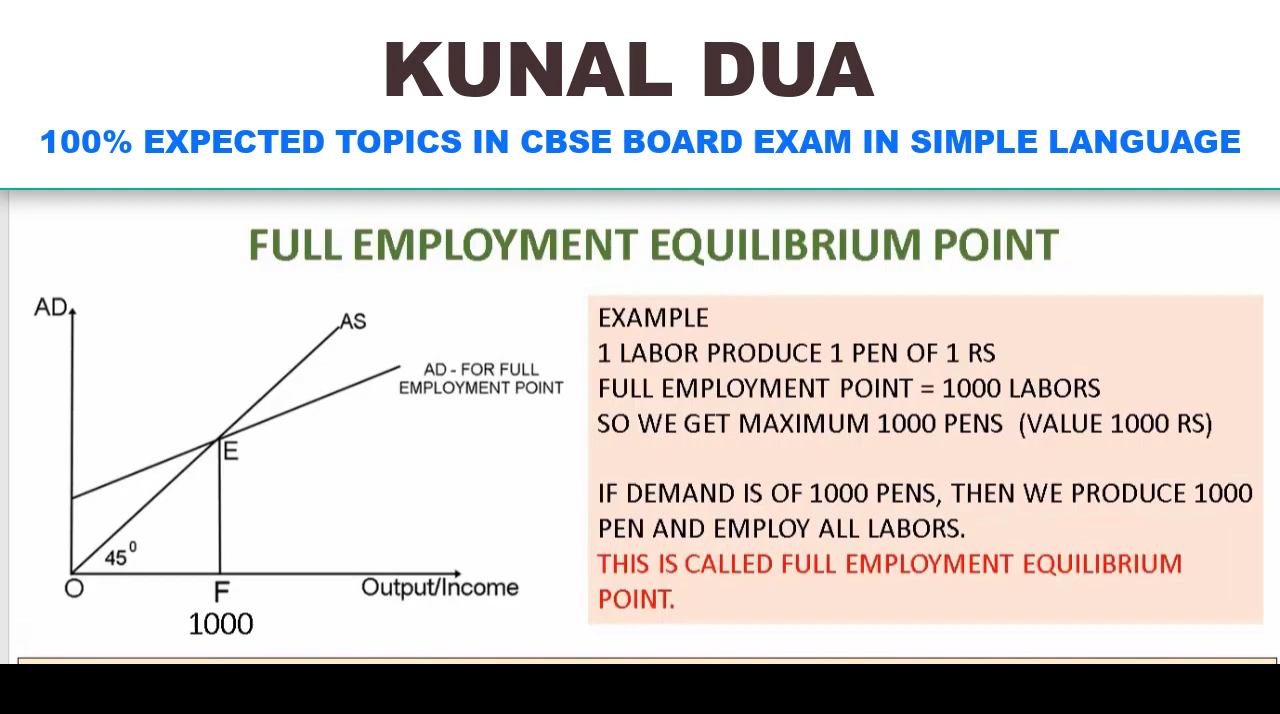 KUNAL DUA
100% EXPECTED TOPICS IN CBSE BOARD EXAM IN SIMPLE LANGUAGE
FULL EMPLOYMENT EQUILIBRIUM POINT
AD
AS
AD - FOR FULL
EMPLOYMENT POINT
E
45⁰
O
F
Output/Income
1000
EXAMPLE
1 LABOR PRODUCE 1 PEN OF 1 RS
FULL EMPLOYMENT POINT = 1000 LABORS
SO WE GET MAXIMUM 1000 PENS (VALUE 1000 RS)
IF DEMAND IS OF 1000 PENS, THEN WE PRODUCE 1000
PEN AND EMPLOY ALL LABORS.
THIS IS CALLED FULL EMPLOYMENT EQUILIBRIUM
POINT.